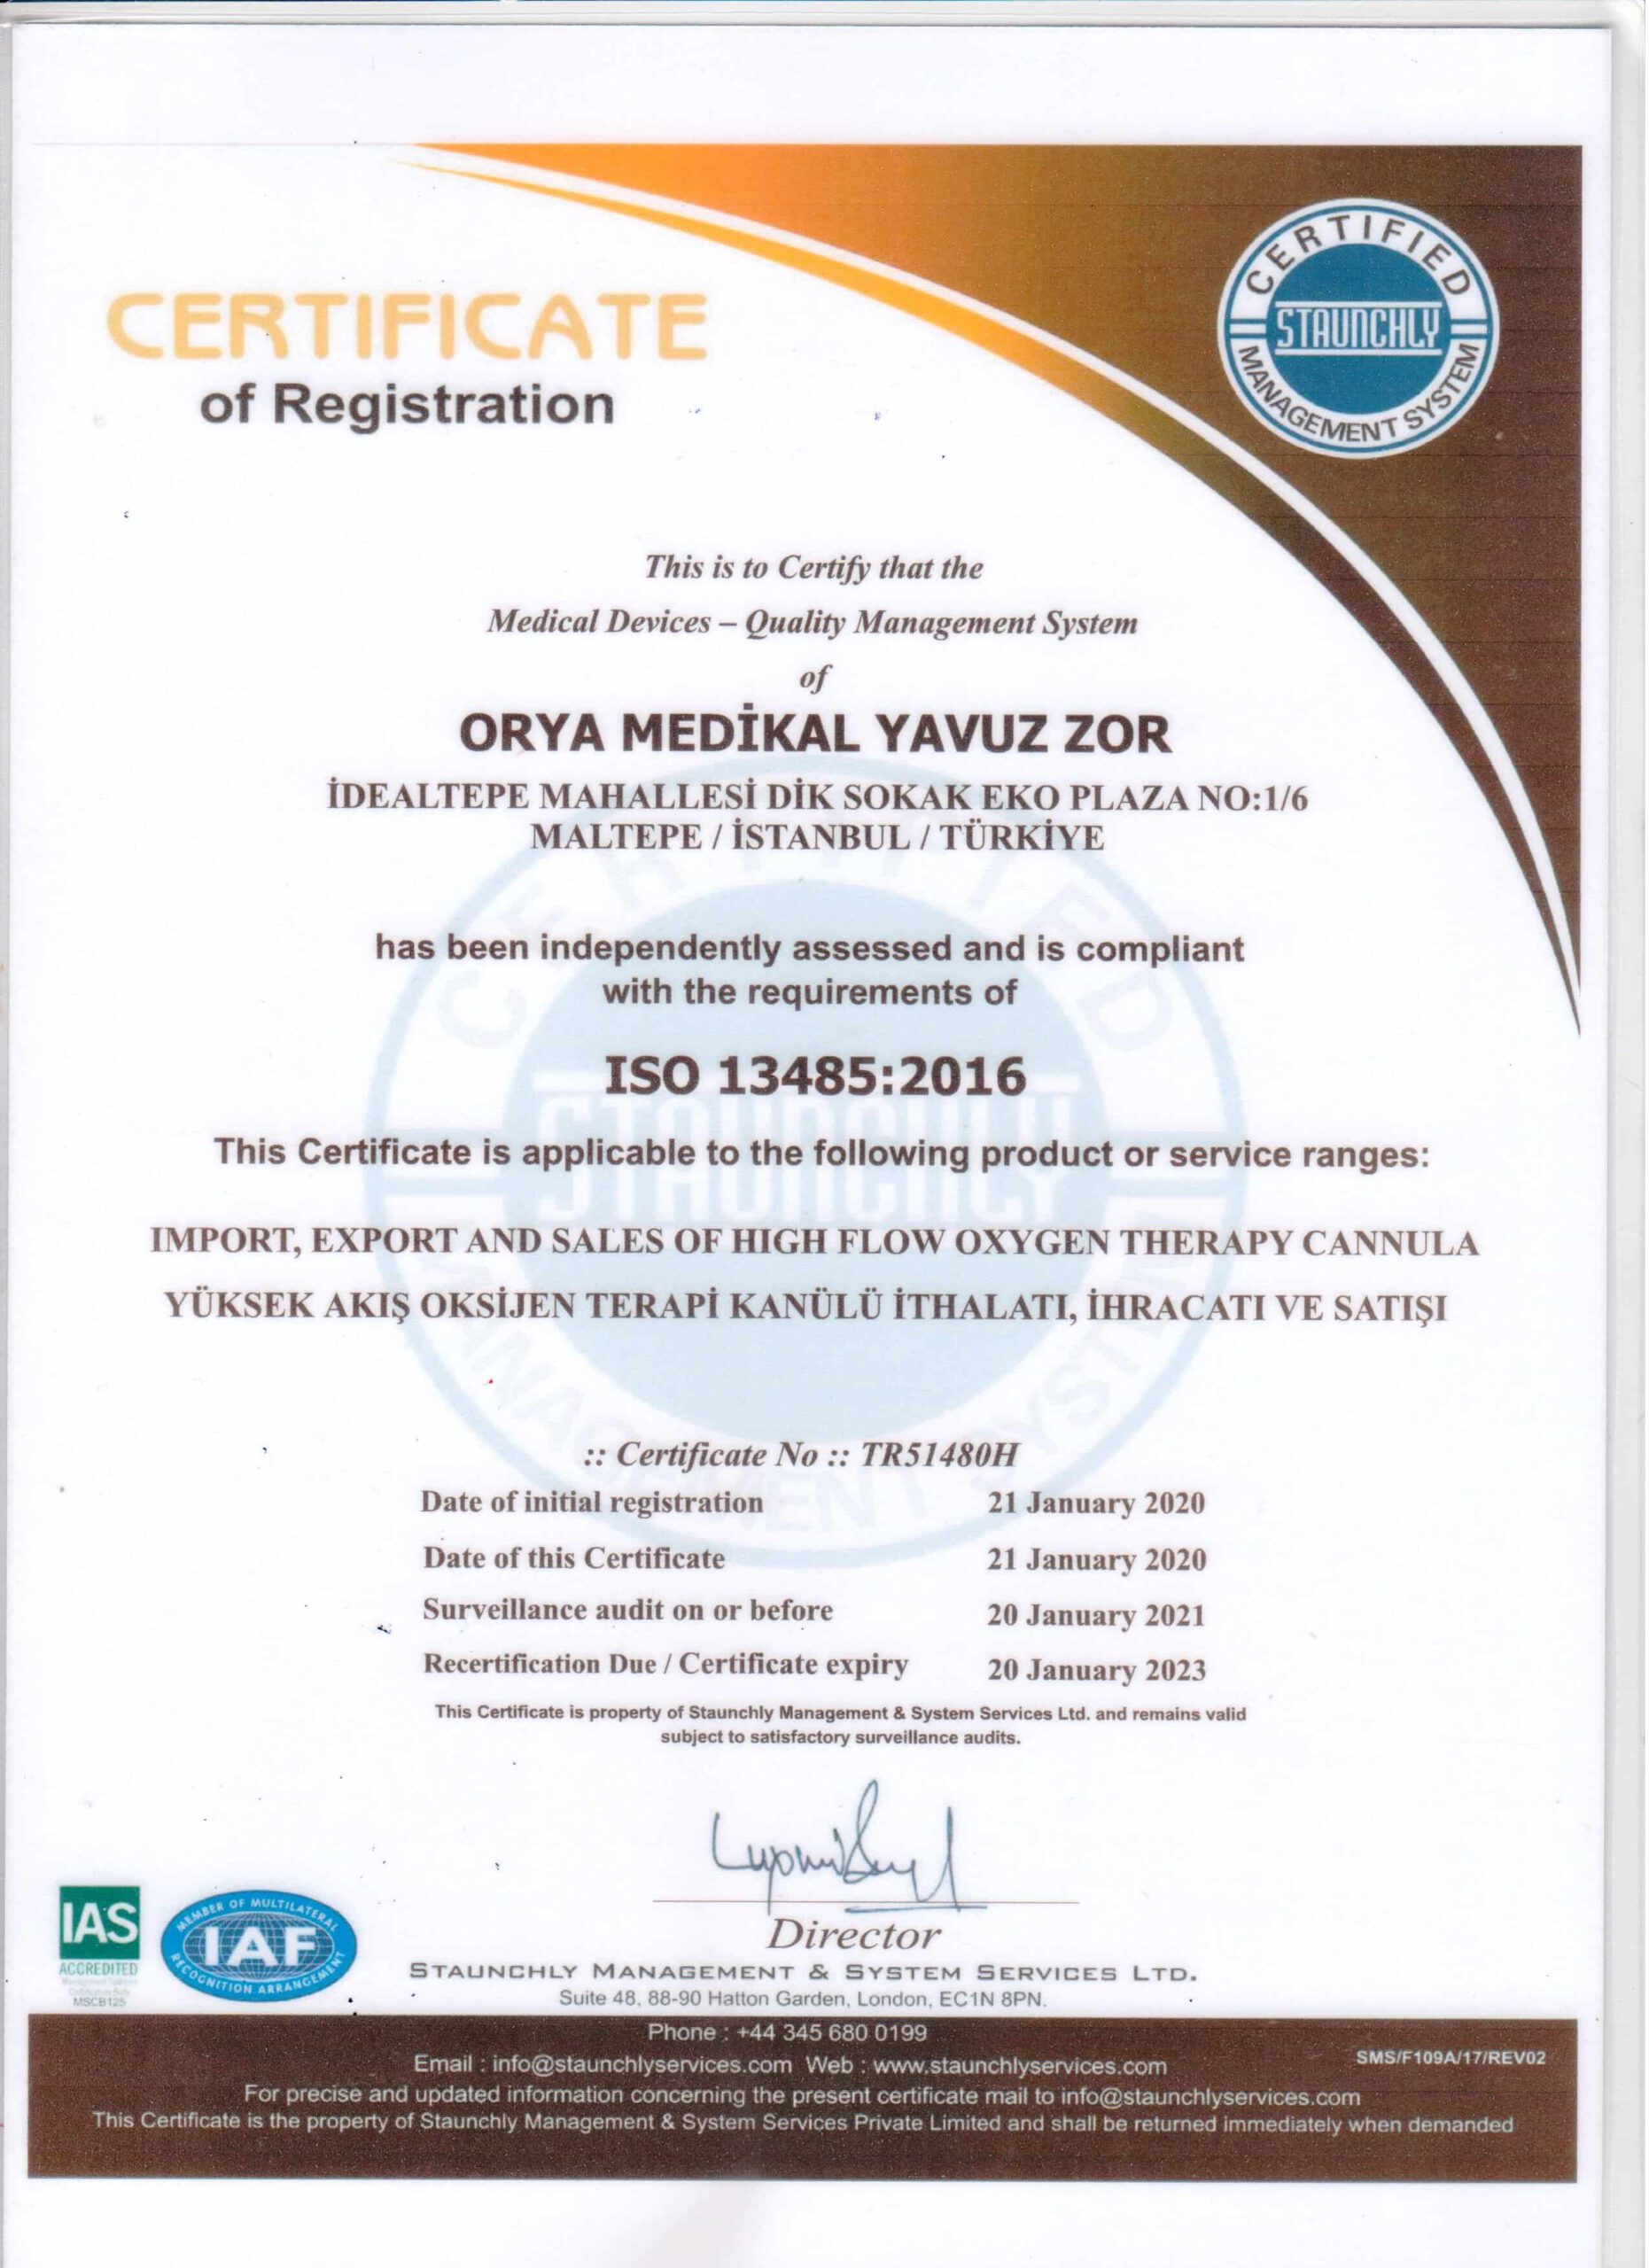 CERTIFICATE
of Registration
CERTIFIED
STAUNCHLY
MANAGEMENT SYSTEM
This is to Certify that the
Medical Devices – Quality Management System
of
ORYA MEDİKAL YAVUZ ZOR
İDEALTEPE MAHALLESİ DİK SOKAK EKO PLAZA NO:1/6
MALTEPE / İSTANBUL / TÜRKİYE
has been independently assessed and is compliant
with the requirements of
ISO 13485:2016
This Certificate is applicable to the following product or service ranges:
IMPORT, EXPORT AND SALES OF HIGH FLOW OXYGEN THERAPY CANNULA
YÜKSEK AKIŞ OKSİJEN TERAPİ KANÜLÜ İTHALATI, İHRACATI VE SATIŞI
:: Certificate No :: TR51480H
Date of initial registration 21 January 2020
Date of this Certificate 21 January 2020
Surveillance audit on or before 20 January 2021
Recertification Due / Certificate expiry 20 January 2023
This Certificate is property of Staunchly Management & System Services Ltd. and remains valid
subject to satisfactory surveillance audits.
Director
STAUNCHLY MANAGEMENT & SYSTEM SERVICES LTD.
Suite 48, 88-90 Hatton Garden, London, EC1N 8PN.
IAS
ACCREDITED
Management Systems
Certification Body
MSCB125
MEMBER OF MULTILATERAL
IAF
RECOGNITION ARRANGEMENT
Phone : +44 345 680 0199
Email : info@staunchlyservices.com Web : www.staunchlyservices.com
SMS/F109A/17/REV02
For precise and updated information concerning the present certificate mail to info@staunchlyservices.com
This Certificate is the property of Staunchly Management & System Services Private Limited and shall be returned immediately when demanded